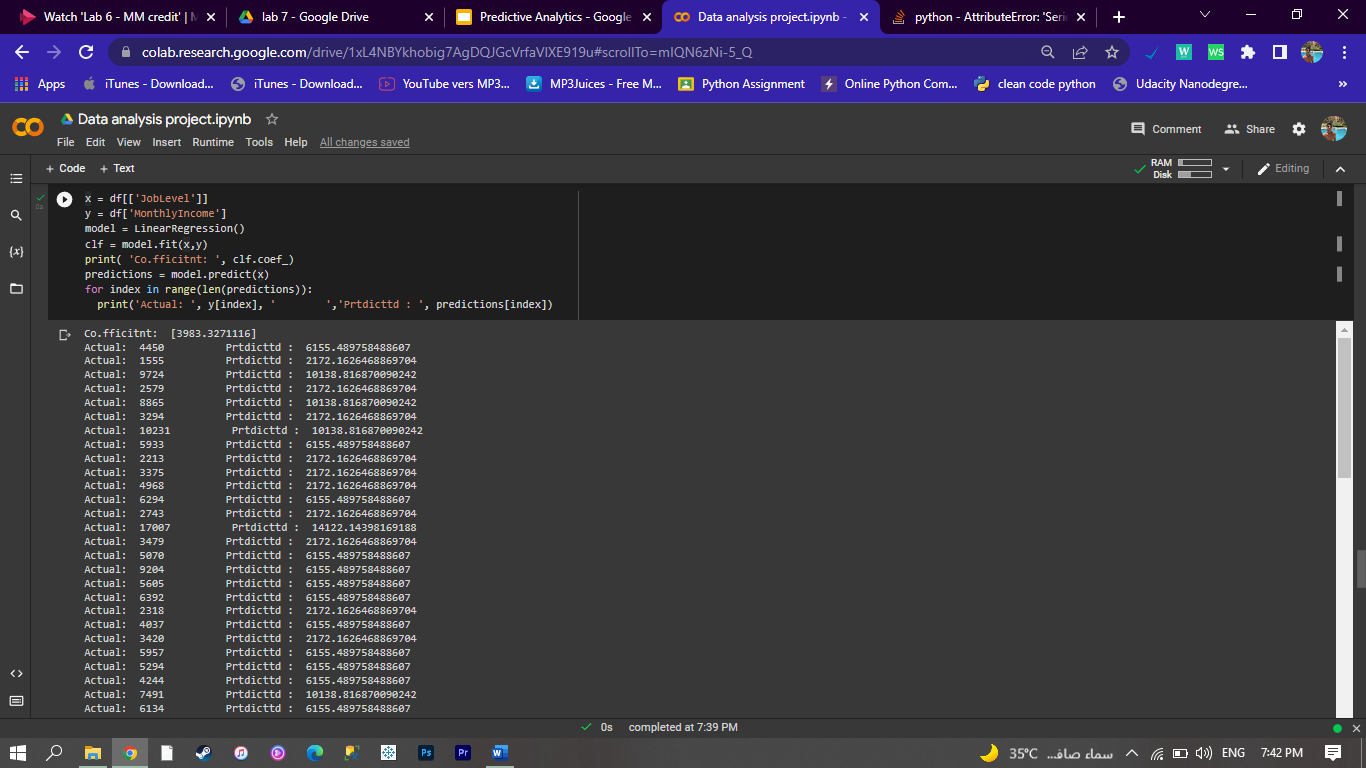 Watch 'Lab 6 - MM credit' | M
lab 7 - Google Drive
Predictive Analytics - Google
Data analysis project.ipynb -
python - AttributeError: 'Seri
colab.research.google.com/drive/1xL4NBYkhobig7AgDQJGcVrfaVlXE919u#scrollTo=mlQN6zNi-5_Q
Apps
iTunes - Download...
iTunes - Download...
YouTube vers MP3...
MP3Juices - Free M...
Python Assignment
Online Python Com...
clean code python
Udacity Nanodegre...
»
Data analysis project.ipynb
Comment
Share
File Edit View Insert Runtime Tools Help All changes saved
+ Code + Text
RAM
Disk
Editing
x = df[['JobLevel']]
y = df['MonthlyIncome']
model = LinearRegression()
clf = model.fit(x,y)
print( 'Co.fficitnt: ', clf.coef_)
predictions = model.predict(x)
for index in range(len(predictions)):
print('Actual: ', y[index], ' ','Prtdicttd : ', predictions[index])
Co.fficitnt: [3983.3271116]
Actual: 4450 Prtdicttd : 6155.489758488607
Actual: 1555 Prtdicttd : 2172.1626468869704
Actual: 9724 Prtdicttd : 10138.816870090242
Actual: 2579 Prtdicttd : 2172.1626468869704
Actual: 8865 Prtdicttd : 10138.816870090242
Actual: 3294 Prtdicttd : 2172.1626468869704
Actual: 10231 Prtdicttd : 10138.816870090242
Actual: 5933 Prtdicttd : 6155.489758488607
Actual: 2213 Prtdicttd : 2172.1626468869704
Actual: 3375 Prtdicttd : 2172.1626468869704
Actual: 4968 Prtdicttd : 2172.1626468869704
Actual: 6294 Prtdicttd : 6155.489758488607
Actual: 2743 Prtdicttd : 2172.1626468869704
Actual: 17007 Prtdicttd : 14122.14398169188
Actual: 3479 Prtdicttd : 2172.1626468869704
Actual: 5070 Prtdicttd : 6155.489758488607
Actual: 9204 Prtdicttd : 6155.489758488607
Actual: 5605 Prtdicttd : 6155.489758488607
Actual: 6392 Prtdicttd : 6155.489758488607
Actual: 2318 Prtdicttd : 2172.1626468869704
Actual: 4037 Prtdicttd : 6155.489758488607
Actual: 3420 Prtdicttd : 2172.1626468869704
Actual: 5957 Prtdicttd : 6155.489758488607
Actual: 5294 Prtdicttd : 6155.489758488607
Actual: 4244 Prtdicttd : 6155.489758488607
Actual: 7491 Prtdicttd : 10138.816870090242
Actual: 6134 Prtdicttd : 6155.489758488607
0s completed at 7:39 PM
35°C سماء صافـ...
ENG
7:42 PM